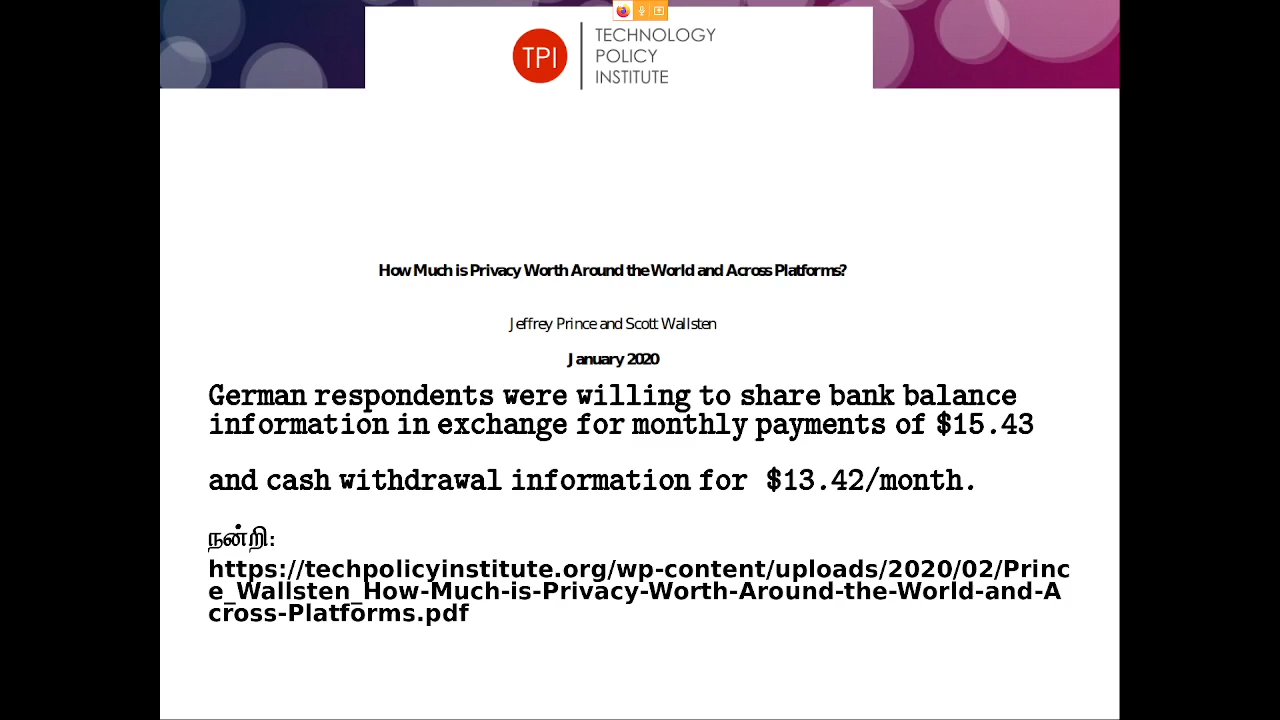 TPI
TECHNOLOGY
POLICY
INSTITUTE
How Much is Privacy Worth Around the World and Across Platforms?
Jeffrey Prince and Scott Wallsten
January 2020
German respondents were willing to share bank balance
information in exchange for monthly payments of $15.43
and cash withdrawal information for $13.42/month.
நன்றி:
https://techpolicyinstitute.org/wp-content/uploads/2020/02/Princ
e_Wallsten_How-Much-is-Privacy-Worth-Around-the-World-and-A
cross-Platforms.pdf